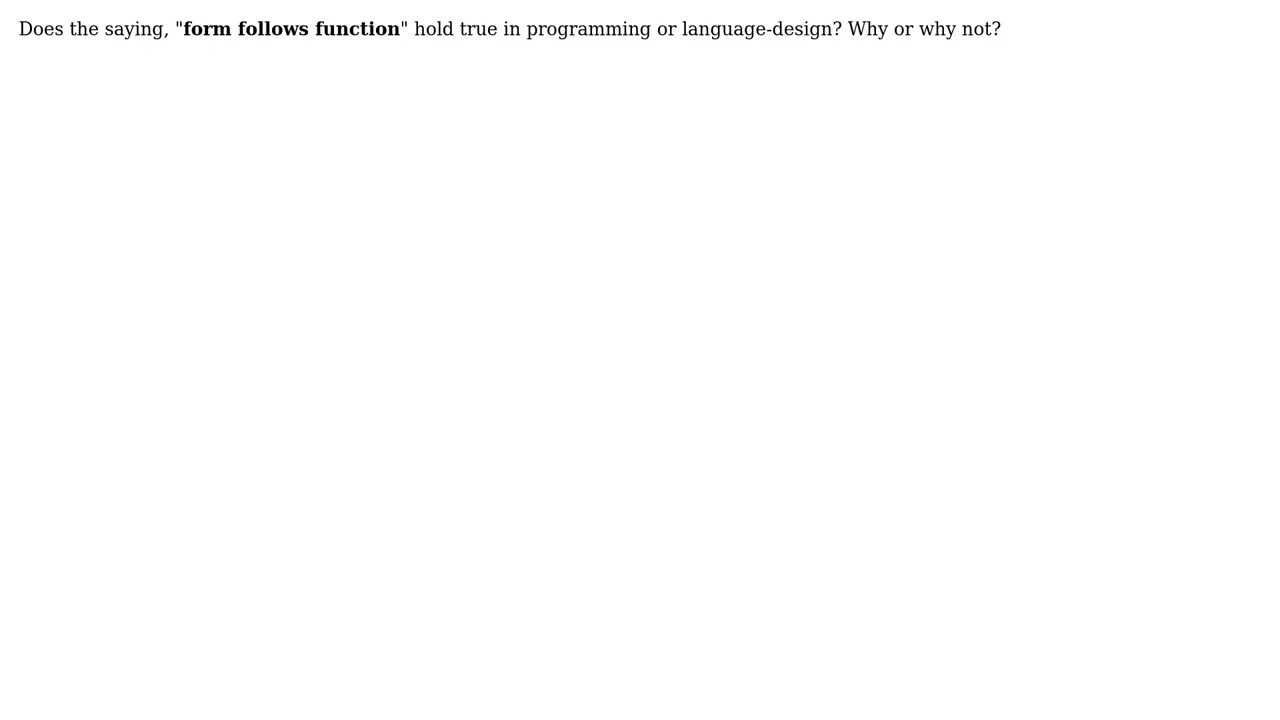 Does the saying, "form follows function" hold true in programming or language-design? Why or why not?